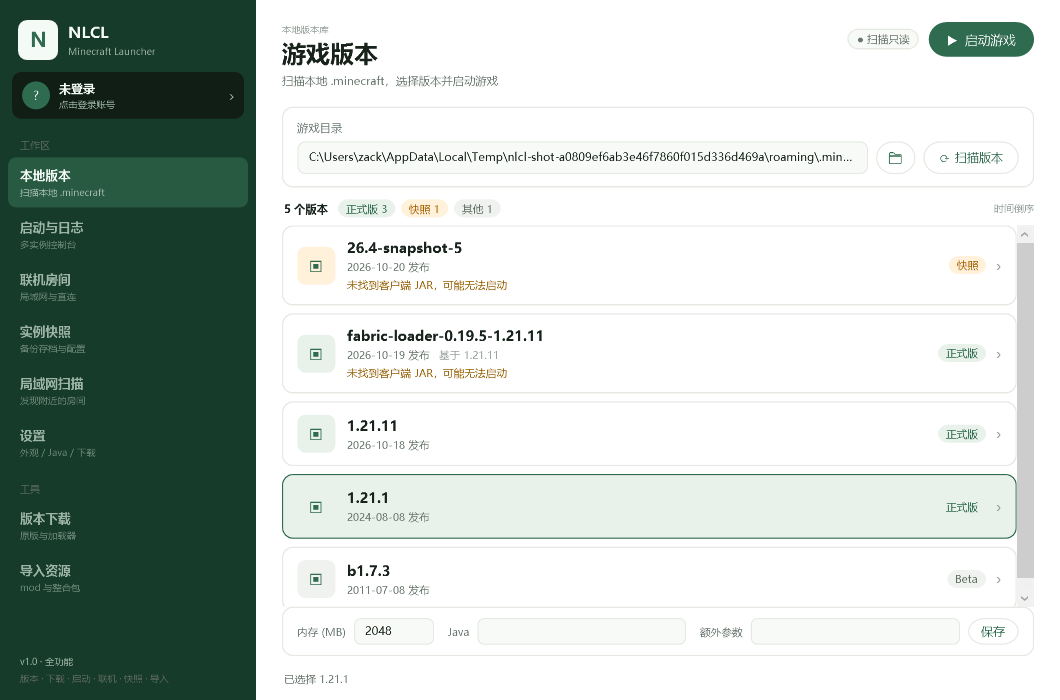 N
NLCL
Minecraft Launcher
?
未登录
点击登录账号
工作区
本地版本
扫描本地 .minecraft
启动与日志
多实例控制台
联机房间
局域网与直连
实例快照
备份存档与配置
局域网扫描
发现附近的房间
设置
外观 / Java / 下载
工具
版本下载
原版与加载器
导入资源
mod 与整合包
v1.0 · 全功能
版本 · 下载 · 启动 · 联机 · 快照 · 导入
本地版本库
游戏版本
扫描本地 .minecraft，选择版本并启动游戏
扫描只读
启动游戏
游戏目录
C:\Users\zack\AppData\Local\Temp\nlcl-shot-a0809ef6ab3e46f7860f015d336d469a\roaming\.min...
扫描版本
5 个版本
正式版 3
快照 1
其他 1
时间倒序
26.4-snapshot-5
2026-10-20 发布
未找到客户端 JAR，可能无法启动
快照
fabric-loader-0.19.5-1.21.11
2026-10-19 发布 基于 1.21.11
未找到客户端 JAR，可能无法启动
正式版
1.21.11
2026-10-18 发布
正式版
1.21.1
2024-08-08 发布
正式版
b1.7.3
2011-07-08 发布
Beta
内存 (MB)
2048
Java
额外参数
保存
已选择 1.21.1